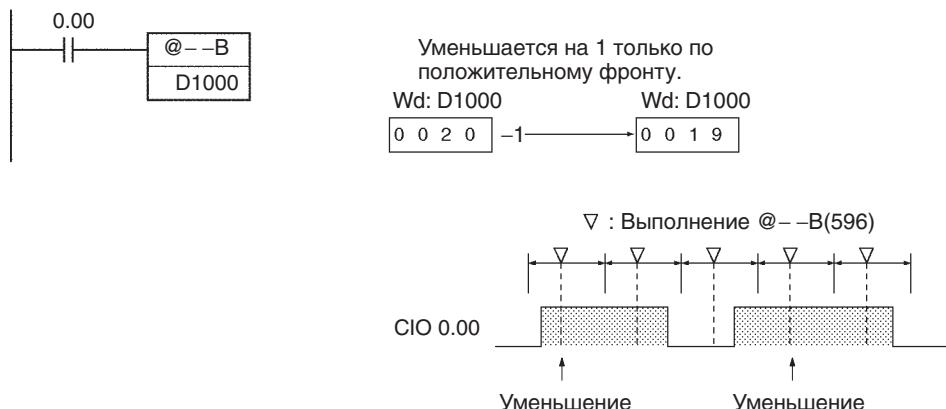 0.00
@– –B
D1000
Уменьшается на 1 только по
положительному фронту.
Wd: D1000 Wd: D1000
0 0 2 0 –1 0 0 1 9
▽ : Выполнение @– –B(596)
CIO 0.00
Уменьшение Уменьшение